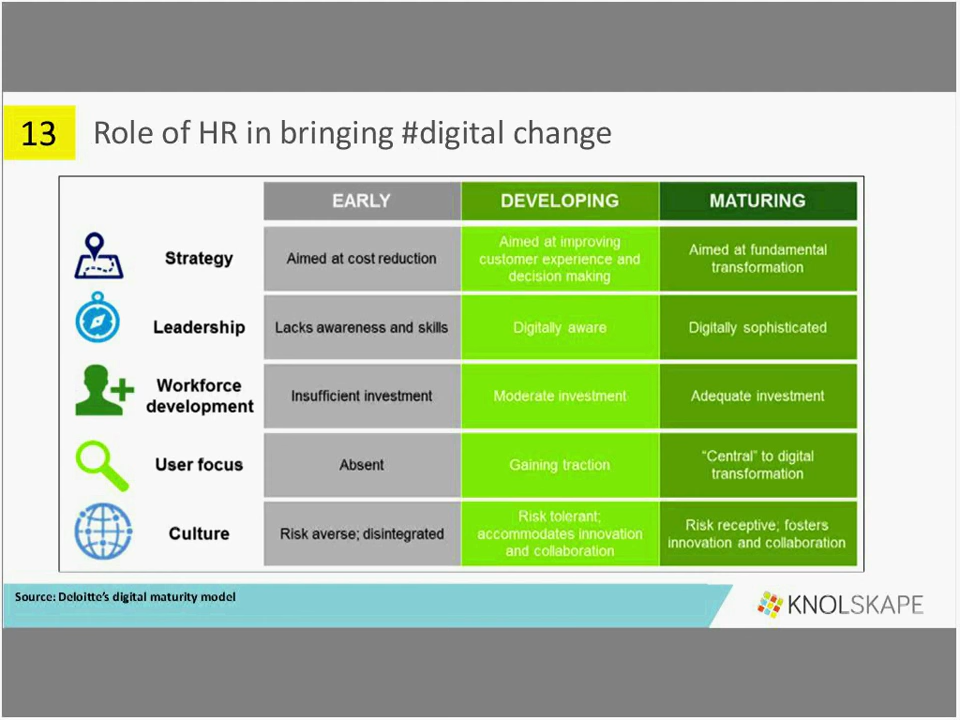 13
Role of HR in bringing #digital change
EARLY
DEVELOPING
MATURING
Strategy
Aimed at cost reduction
Aimed at improving
customer experience and
decision making
Aimed at fundamental
transformation
Leadership
Lacks awareness and skills
Digitally aware
Digitally sophisticated
Workforce
development
Insufficient investment
Moderate investment
Adequate investment
User focus
Absent
Gaining traction
“Central” to digital
transformation
Culture
Risk averse; disintegrated
Risk tolerant;
accommodates innovation
and collaboration
Risk receptive; fosters
innovation and collaboration
Source: Deloitte’s digital maturity model
KNOLSKAPE